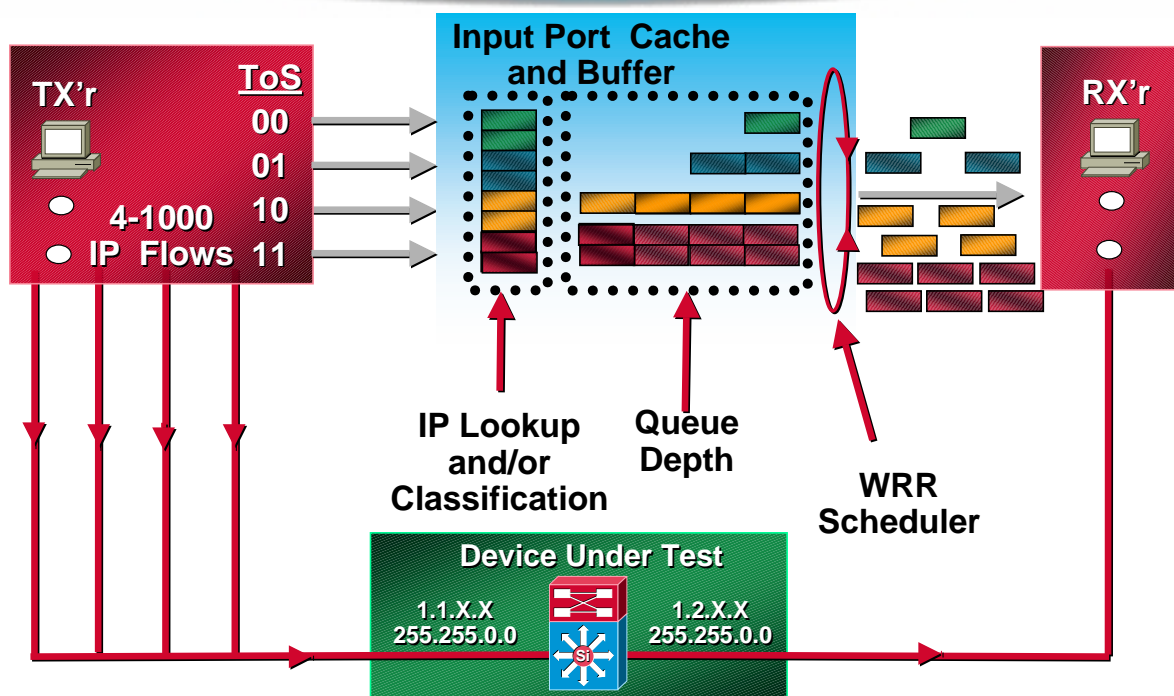 Input Port Cache
and Buffer
TX'r
ToS
00
01
10
11
4-1000
IP Flows
RX'r
IP Lookup
and/or
Classification
Queue
Depth
WRR
Scheduler
Device Under Test
1.1.X.X
255.255.0.0
Si
1.2.X.X
255.255.0.0